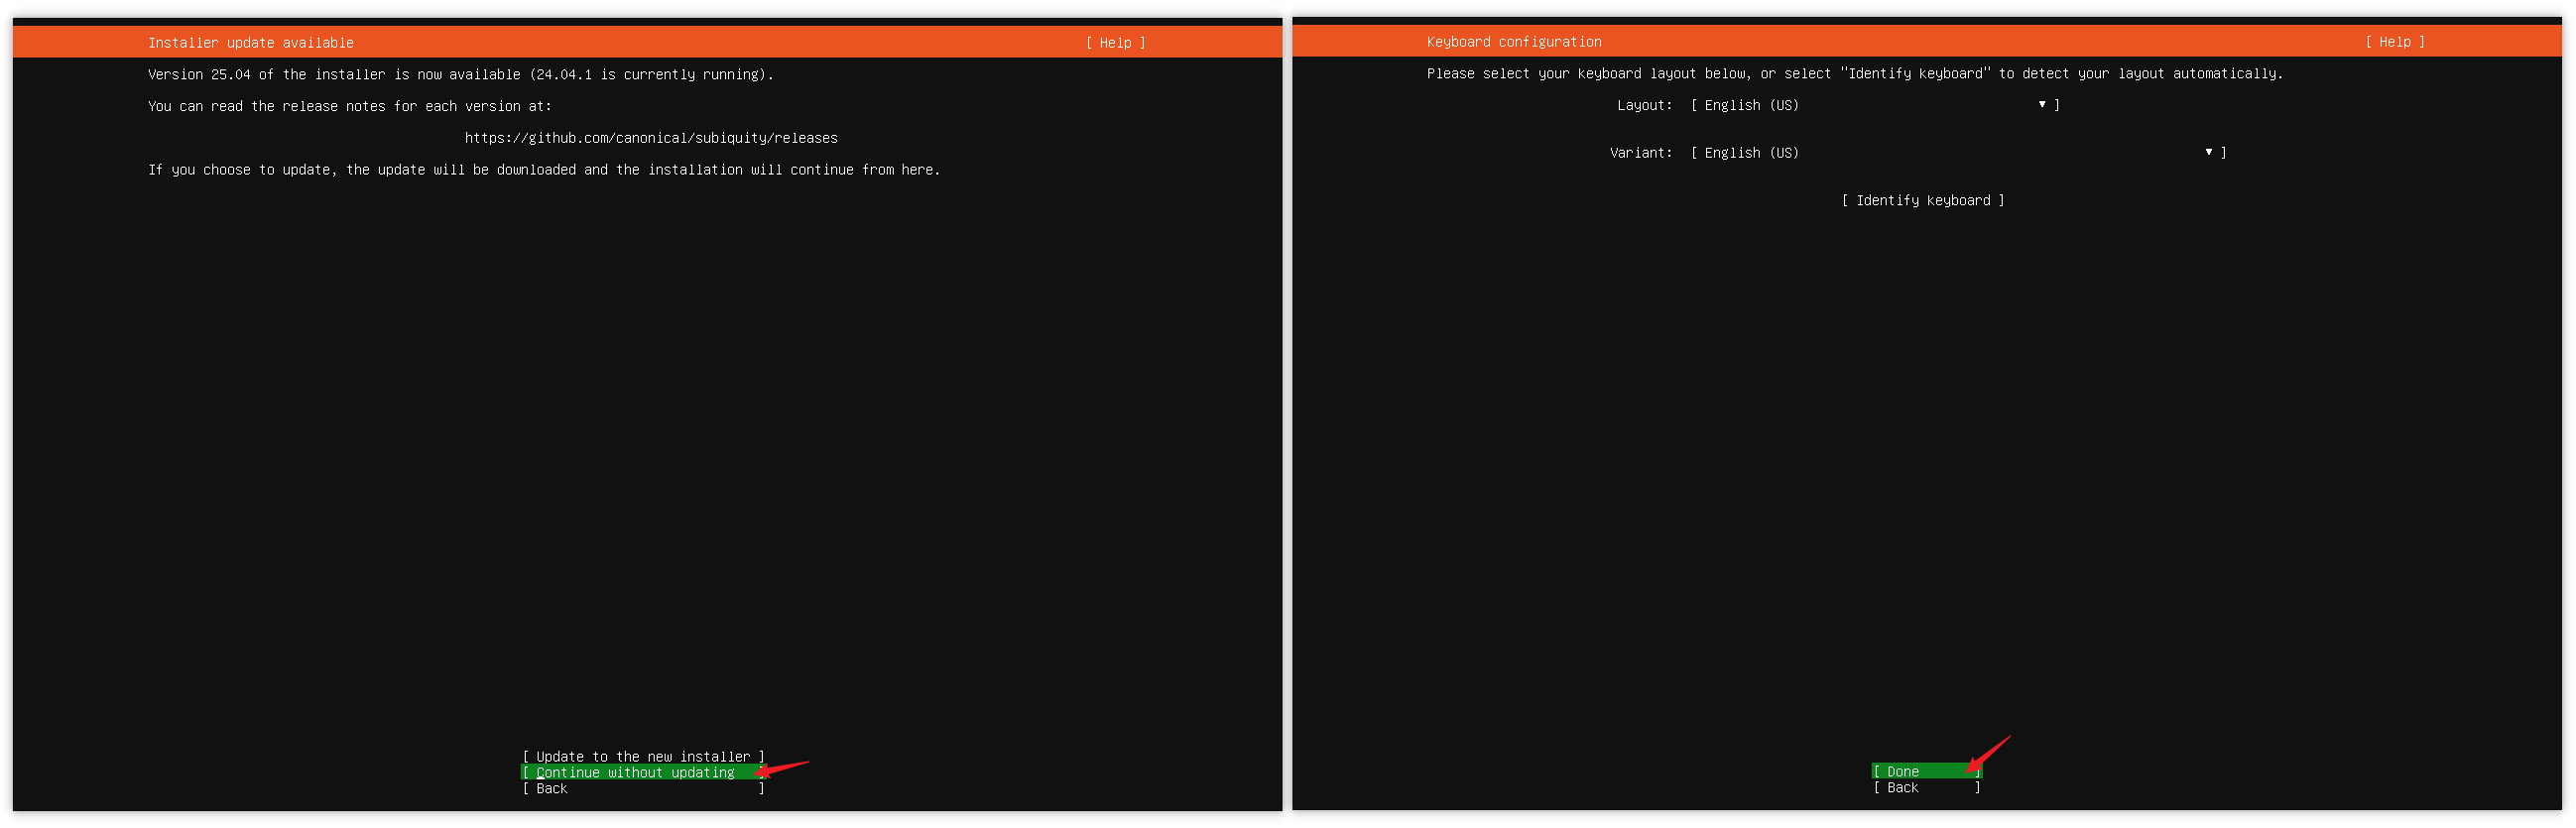 Installer update available [ Help ]
Version 25.04 of the installer is now available (24.04.1 is currently running).
You can read the release notes for each version at:
https://github.com/canonical/subiquity/releases
If you choose to update, the update will be downloaded and the installation will continue from here.
[ Update to the new installer ]
[ Continue without updating ]
[ Back ]
Keyboard configuration [ Help ]
Please select your keyboard layout below, or select "Identify keyboard" to detect your layout automatically.
Layout: [ English (US) ▼ ]
Variant: [ English (US) ▼ ]
[ Identify keyboard ]
[ Done ]
[ Back ]